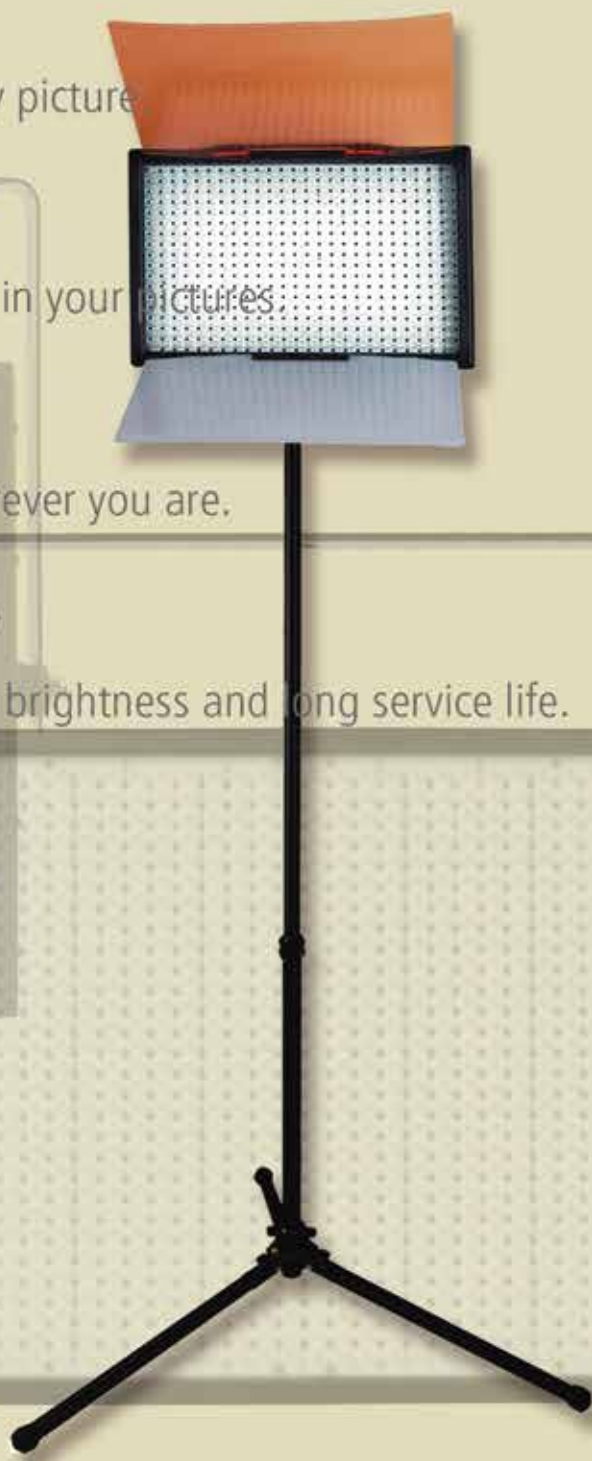 picture
in your pictures.
ever you are.
brightness and long service life.